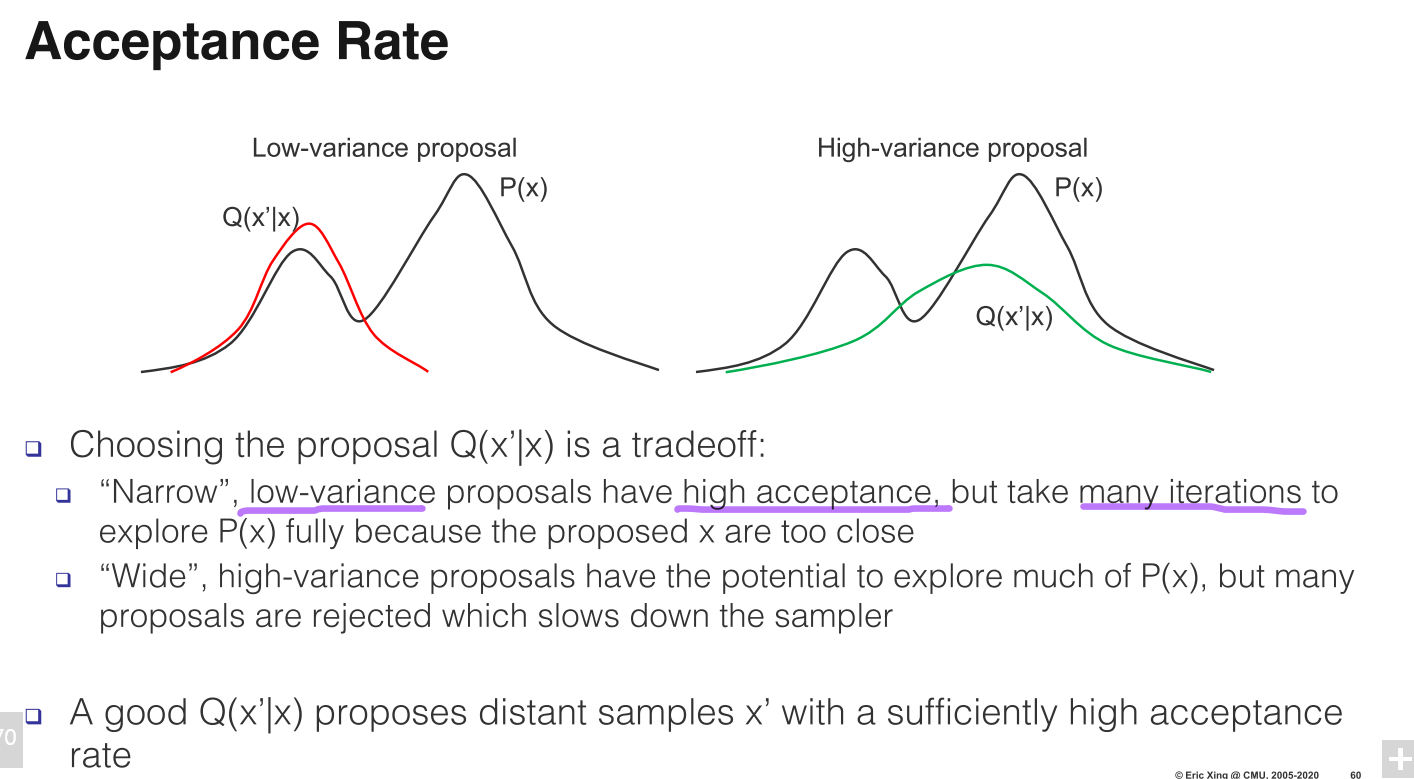 Acceptance Rate
Low-variance proposal
High-variance proposal
P(x)
Q(x’|x)
P(x)
Q(x’|x)
❑ Choosing the proposal Q(x’|x) is a tradeoff:
❑ “Narrow”, low-variance proposals have high acceptance, but take many iterations to
explore P(x) fully because the proposed x are too close
❑ “Wide”, high-variance proposals have the potential to explore much of P(x), but many
proposals are rejected which slows down the sampler
❑ A good Q(x’|x) proposes distant samples x’ with a sufficiently high acceptance
rate
70
+
© Eric Xing @ CMU, 2005-2020
60